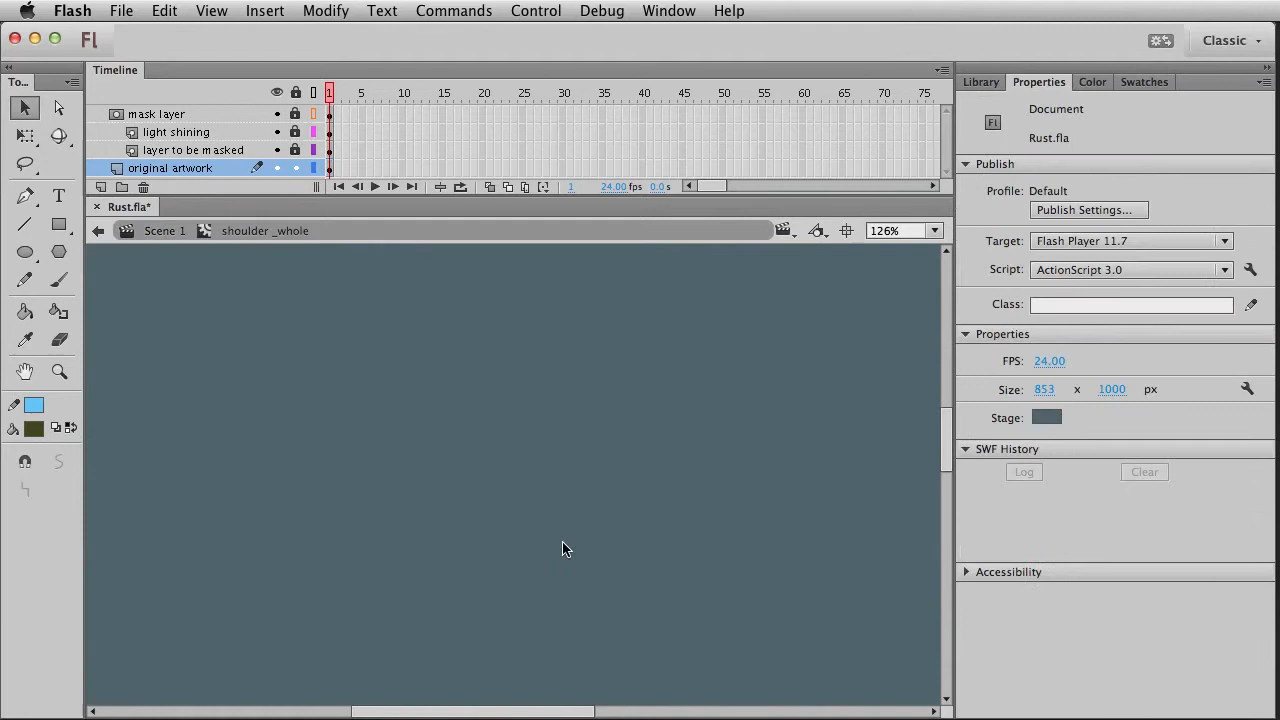 Flash File Edit View Insert Modify Text Commands Control Debug Window Help
Fl Classic
To... Timeline Library Properties Color Swatches
1 5 10 15 20 25 30 35 40 45 50 55 60 65 70 75
mask layer
light shining
layer to be masked
original artwork
1 24.00 fps 0.0 s
Rust.fla*
Scene 1 shoulder _whole 126%
T
S
Fl
Document
Rust.fla
Publish
Profile: Default
Publish Settings...
Target: Flash Player 11.7
Script: ActionScript 3.0
Class:
Properties
FPS: 24.00
Size: 853 x 1000 px
Stage:
SWF History
Log Clear
Accessibility